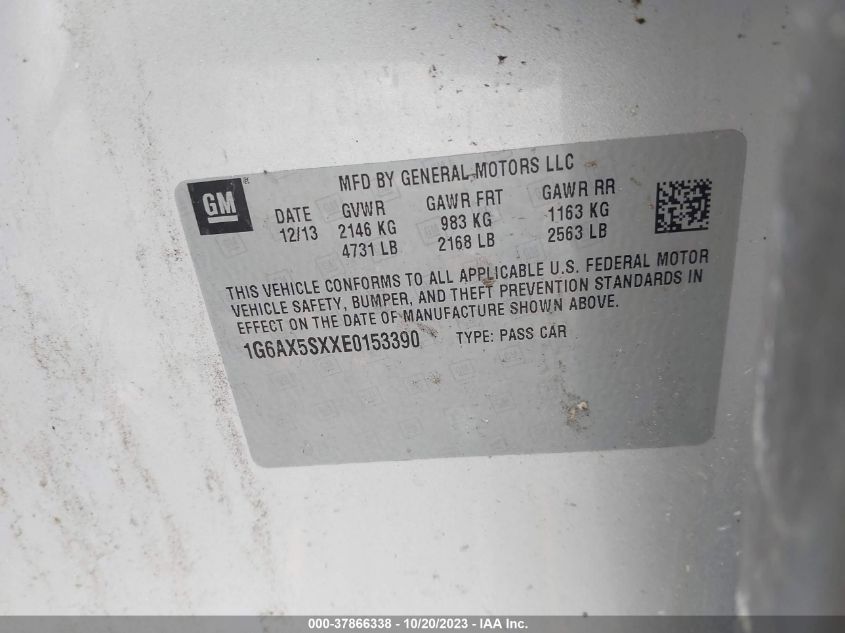 MFD BY GENERAL MOTORS LLC
GM ®
DATE GVWR GAWR FRT GAWR RR
12/13 2146 KG 983 KG 1163 KG
4731 LB 2168 LB 2563 LB
THIS VEHICLE CONFORMS TO ALL APPLICABLE U.S. FEDERAL MOTOR
VEHICLE SAFETY, BUMPER, AND THEFT PREVENTION STANDARDS IN
EFFECT ON THE DATE OF MANUFACTURE SHOWN ABOVE.
1G6AX5SXXE0153390 TYPE: PASS CAR
000-37866338 - 10/20/2023 - IAA Inc.